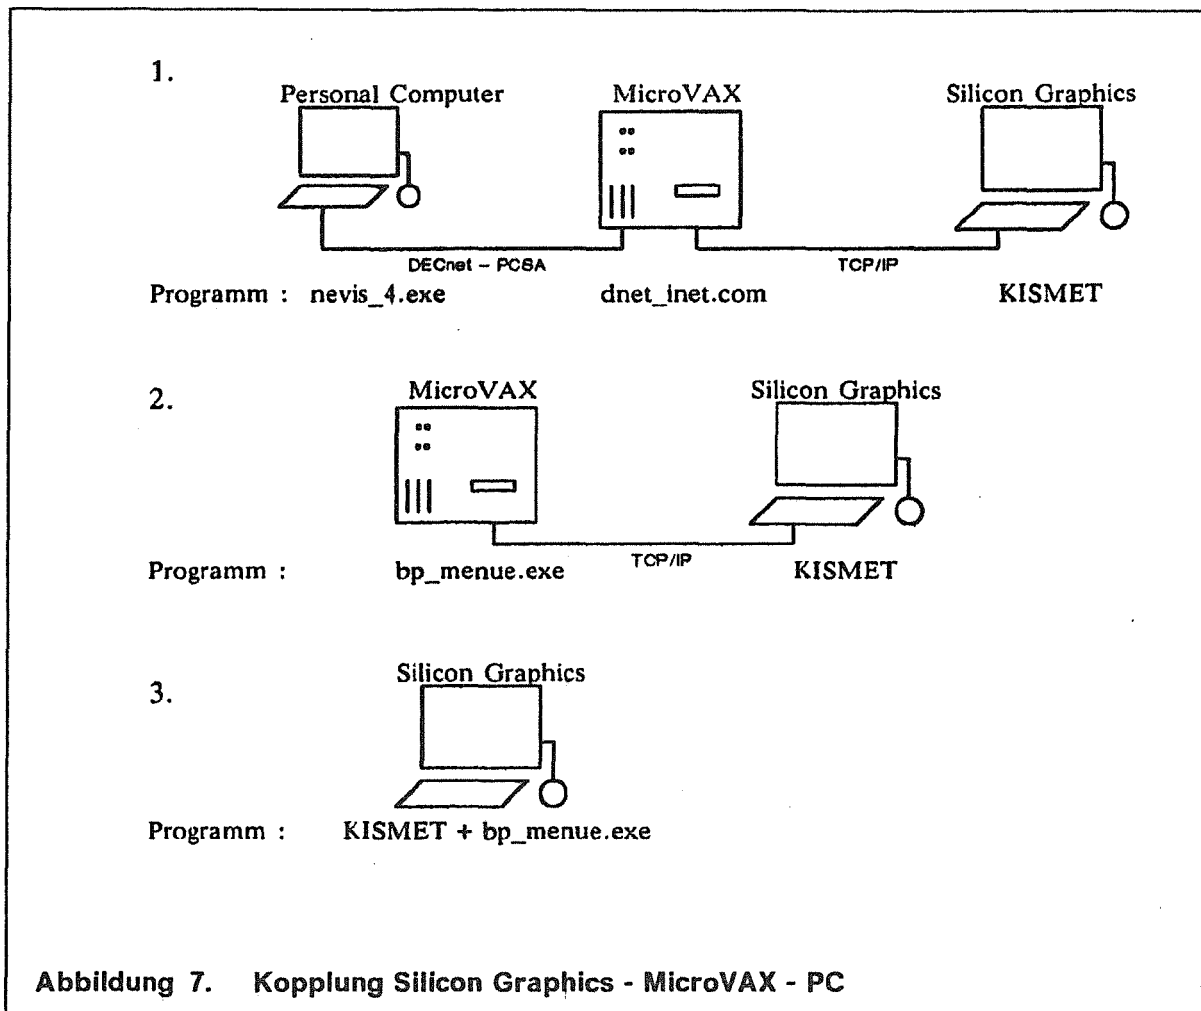 1.
Personal Computer MicroVAX Silicon Graphics
DECnet – PCSA TCP/IP
Programm : nevis_4.exe dnet_inet.com KISMET
2.
MicroVAX Silicon Graphics
TCP/IP
Programm : bp_menue.exe KISMET
3.
Silicon Graphics
Programm : KISMET + bp_menue.exe
Abbildung 7. Kopplung Silicon Graphics - MicroVAX - PC